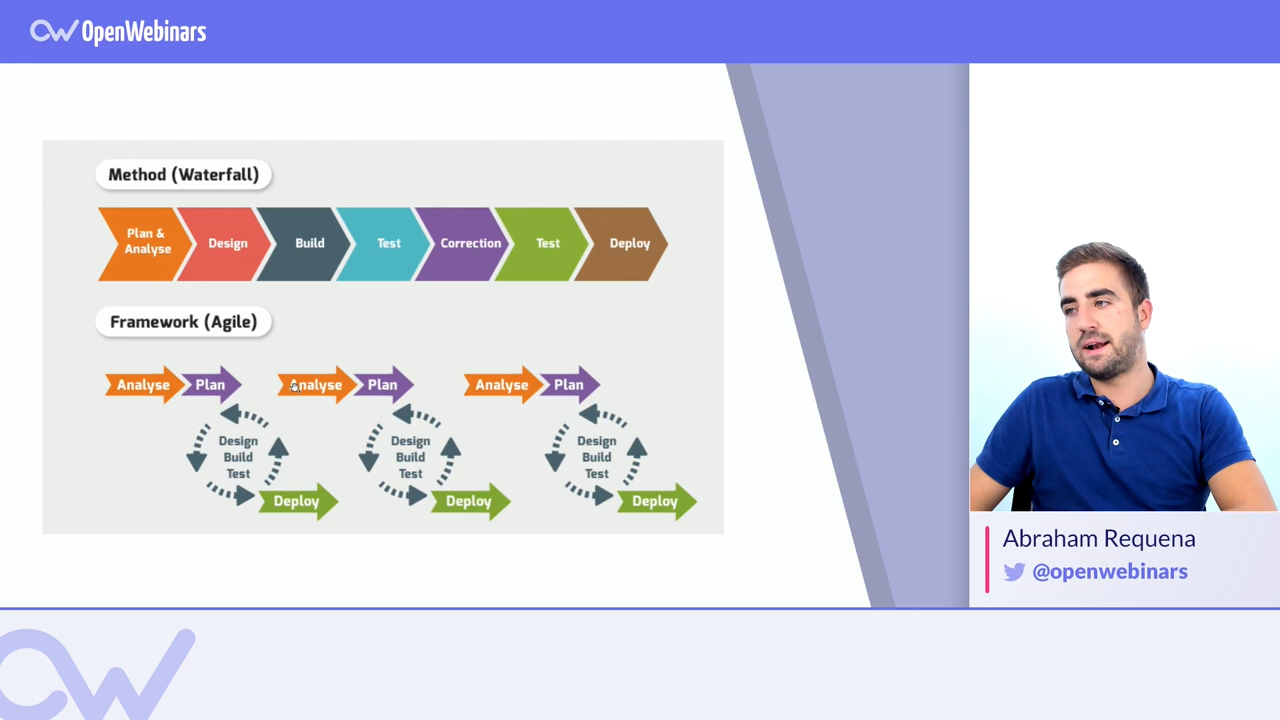 OpenWebinars
Method (Waterfall)
Plan &
Analyse
Design
Build
Test
Correction
Test
Deploy
Framework (Agile)
Analyse
Plan
Analyse
Plan
Analyse
Plan
Design
Build
Test
Design
Build
Test
Design
Build
Test
Deploy
Deploy
Deploy
Abraham Requena
@openwebinars